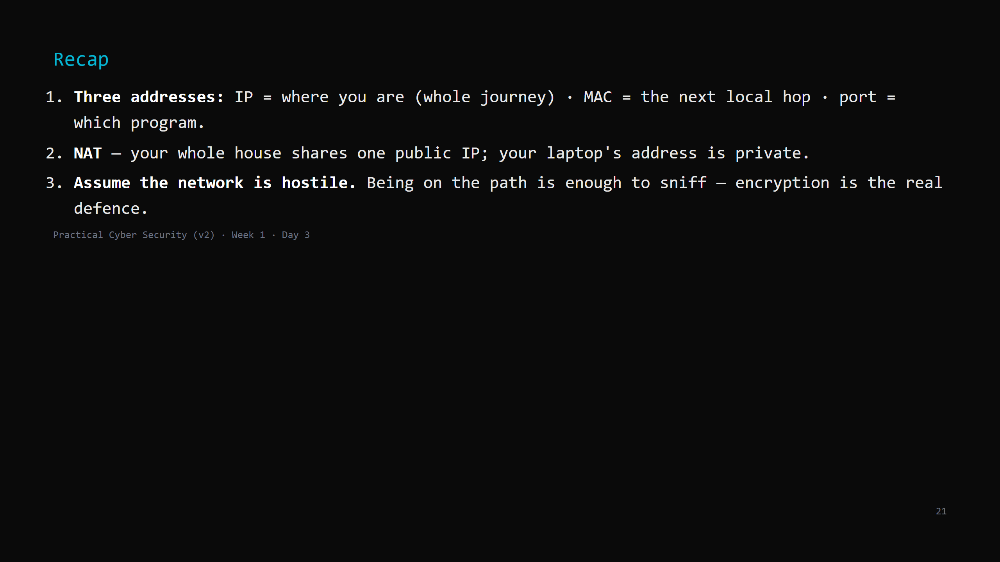 Recap
1. Three addresses: IP = where you are (whole journey) · MAC = the next local hop · port =
which program.
2. NAT — your whole house shares one public IP; your laptop's address is private.
3. Assume the network is hostile. Being on the path is enough to sniff — encryption is the real
defence.
Practical Cyber Security (v2) · Week 1 · Day 3
21